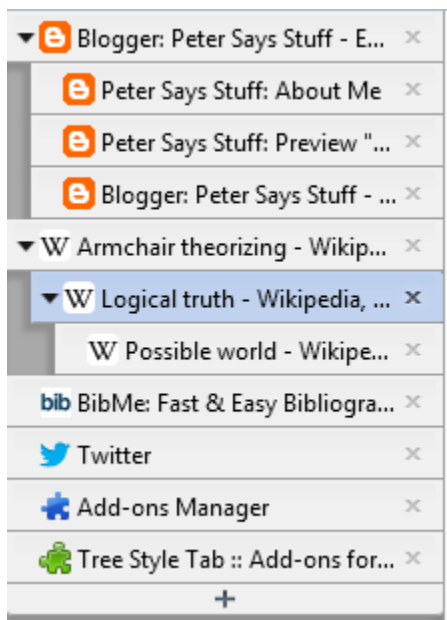 Blogger: Peter Says Stuff - E...
Peter Says Stuff: About Me
Peter Says Stuff: Preview "...
Blogger: Peter Says Stuff - ...
W Armchair theorizing - Wikip...
W Logical truth - Wikipedia, ...
W Possible world - Wikipe...
bib BibMe: Fast & Easy Bibliogra...
Twitter
Add-ons Manager
Tree Style Tab :: Add-ons for...